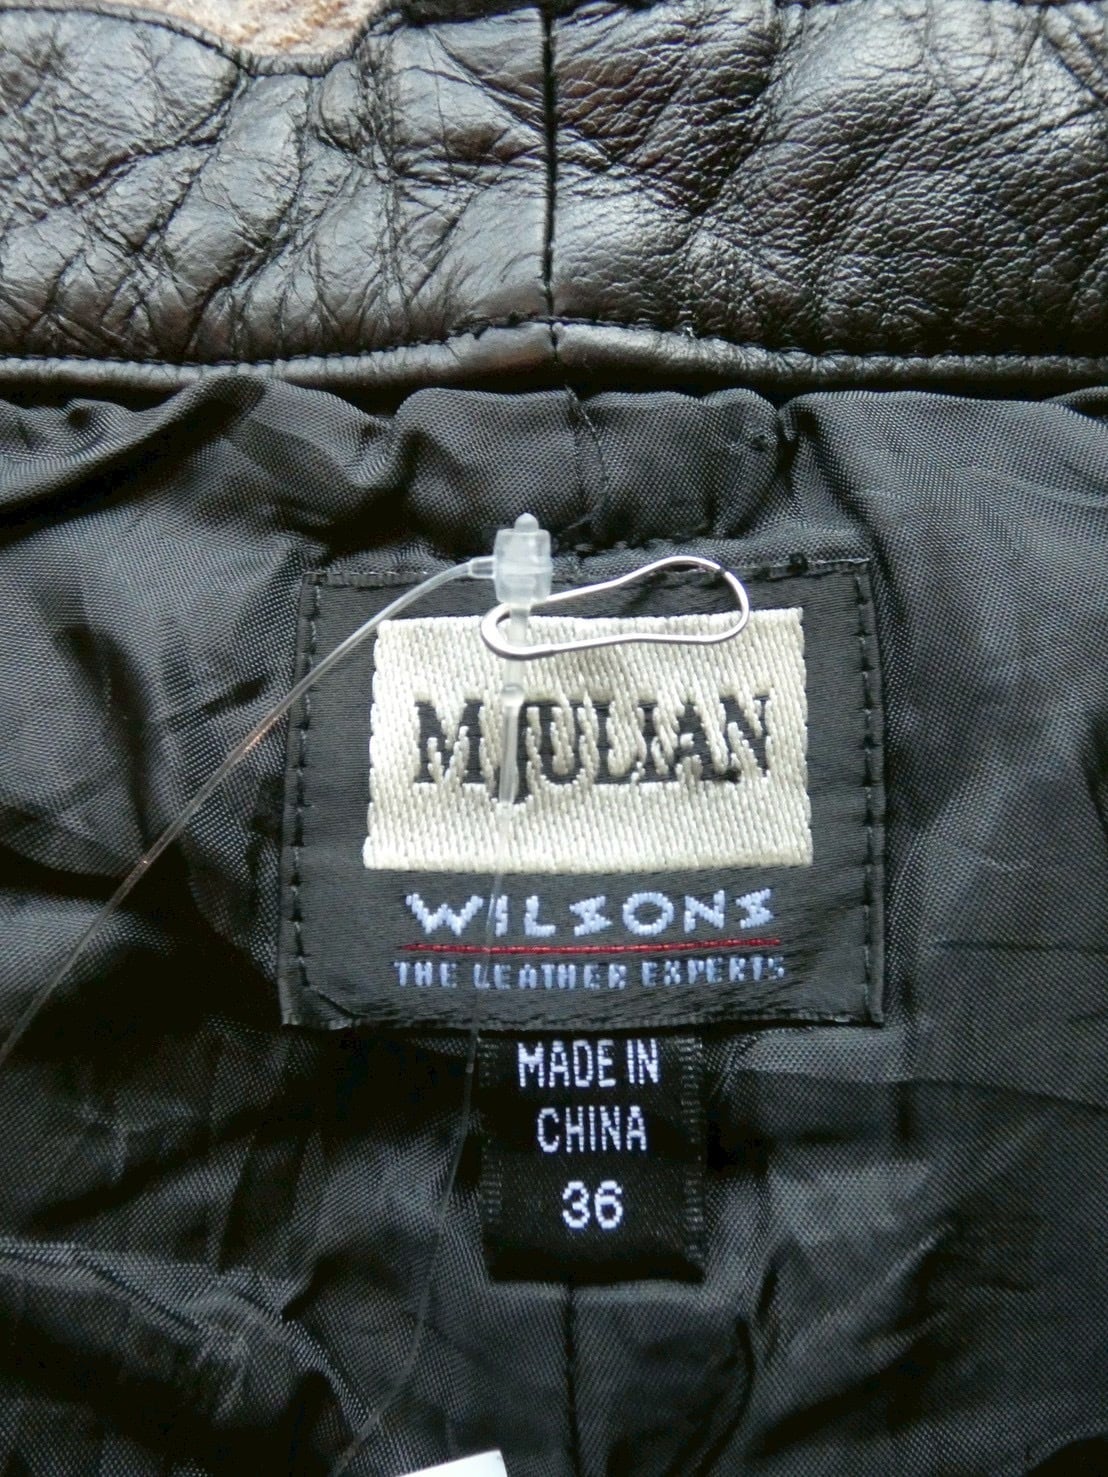 M JULIAN
WILSONS
THE LEATHER EXPERTS
MADE IN
CHINA
36